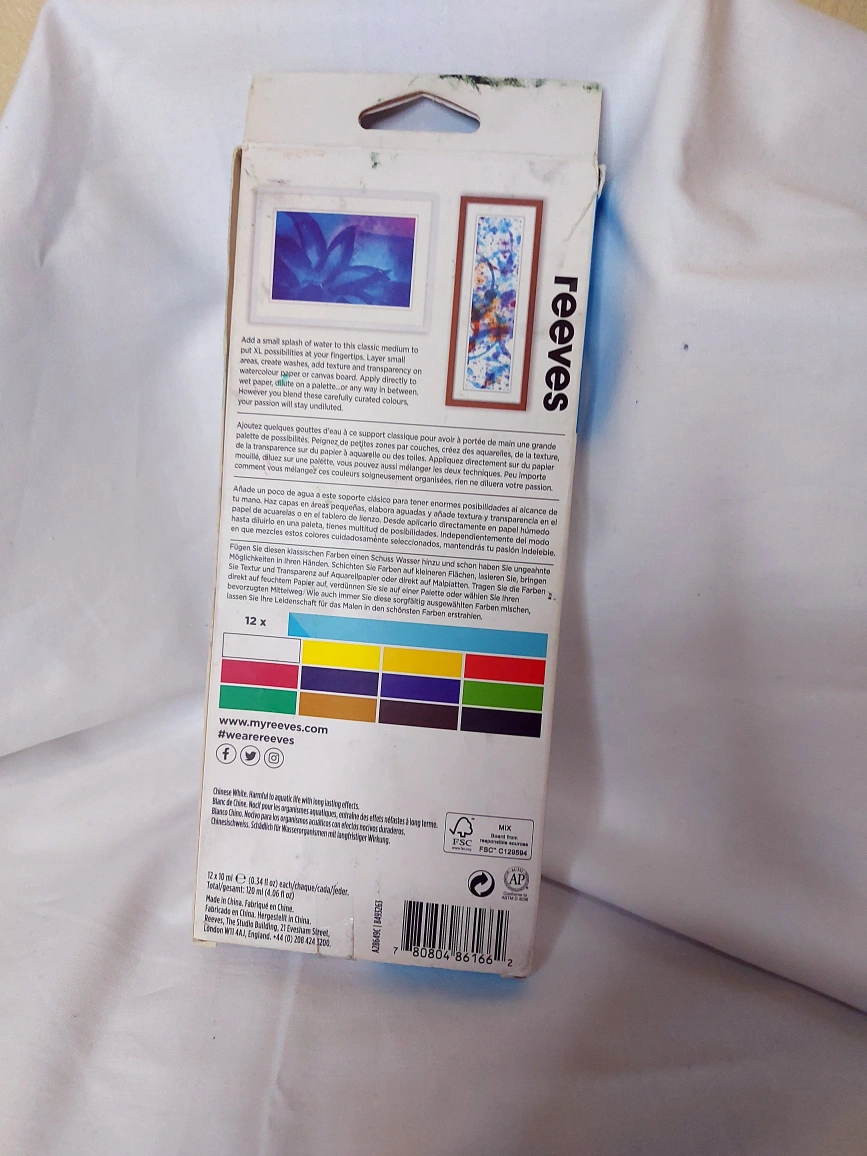 reeves
Add a small splash of water to this classic medium to
put XL possibilities at your fingertips. Layer small
areas, create washes, add texture and transparency on
watercolour paper or canvas board. Apply directly to
wet paper, dilute on a palette...or any way in between.
However you blend these carefully curated colours,
your passion will stay undiluted.
Ajoutez quelques gouttes d'eau à ce support classique pour avoir à portée de main une grande
palette de possibilités. Peignez de petites zones par couches, créez des aquarelles, de la texture,
de la transparence sur du papier à aquarelle ou des toiles. Appliquez directement sur du papier
mouillé, diluez sur une palette, vous pouvez aussi mélanger les deux techniques. Peu importe
comment vous mélangez ces couleurs soigneusement organisées, rien ne diluera votre passion.
Añade un poco de agua a este soporte clásico para tener enormes posibilidades al alcance de
tu mano. Haz capas en áreas pequeñas, elabora aguadas y añade textura y transparencia en el
papel de acuarelas o en el tablero de lienzo. Desde aplicarlo directamente en papel húmedo
hasta diluirlo en una paleta, tienes multitud de posibilidades. Independientemente del modo
en que mezcles estos colores cuidadosamente seleccionados, mantendrás tu pasión indeleble.
Fügen Sie diesen klassischen Farben einen Schuss Wasser hinzu und schon haben Sie ungeahnte
Möglichkeiten in Ihren Händen. Schichten Sie Farben auf kleineren Flächen, lasieren Sie, bringen
Sie Textur und Transparenz auf Aquarellpapier oder direkt auf Malplatten. Tragen Sie die Farben
direkt auf feuchtem Papier auf, verdünnen Sie sie auf einer Palette oder wählen Sie Ihren
bevorzugten Mittelweg. Wie auch immer Sie diese sorgfältig ausgewählten Farben mischen,
lassen Sie Ihre Leidenschaft für das Malen in den schönsten Farben erstrahlen.
12 x
www.myreeves.com
#wearereeves
Chinese White. Harmful to aquatic life with long lasting effects.
Blanc de Chine. Nocif pour les organismes aquatiques, entraîne des effets néfastes à long terme.
Blanco Chino. Nocivo para los organismos acuáticos con efectos nocivos duraderos.
Chinesischweiss. Schädlich für Wasserorganismen mit langfristiger Wirkung.
FSC
www.fsc.org
MIX
Board from
responsible sources
FSC™ C129594
AP
Conforms to
ASTM D 4236
12 x 10 ml ℮ (0.34 fl oz) each/chaque/cada/jeder.
Total/gesamt: 120 ml (4.06 fl oz)
Made in China. Fabriqué en Chine.
Fabricado en China. Hergestellt in China.
Reeves, The Studio Building, 21 Evesham Street,
London W11 4AJ, England. +44 (0) 208 424 3200.
7 80804 86166 2